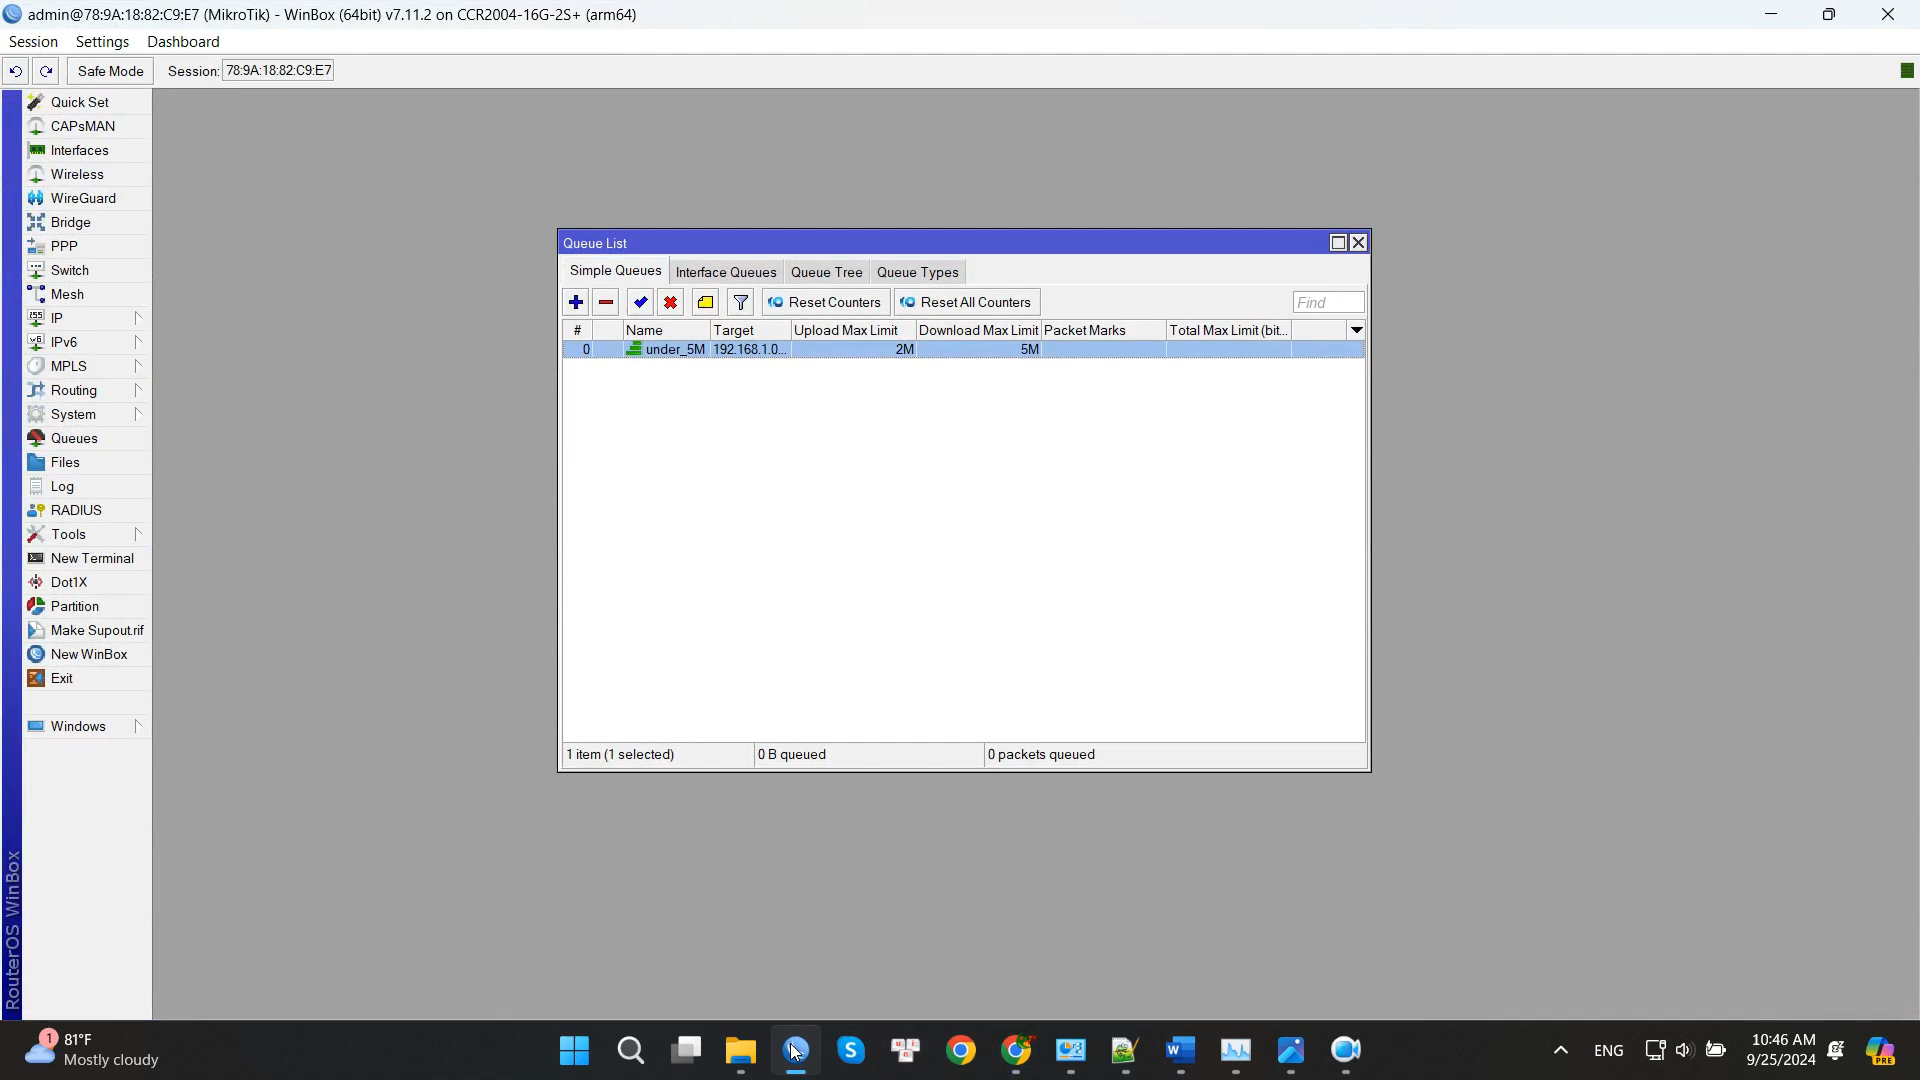 admin@78:9A:18:82:C9:E7 (MikroTik) - WinBox (64bit) v7.11.2 on CCR2004-16G-2S+ (arm64)
Session Settings Dashboard
Safe Mode Session: 78:9A:18:82:C9:E7
Quick Set
CAPsMAN
Interfaces
Wireless
WireGuard
Bridge
PPP
Switch
Mesh
IP
IPv6
MPLS
Routing
System
Queues
Files
Log
RADIUS
Tools
New Terminal
Dot1X
Partition
Make Supout.rif
New WinBox
Exit
Windows
RouterOS WinBox
Queue List
Simple Queues Interface Queues Queue Tree Queue Types
Reset Counters Reset All Counters Find
# Name Target Upload Max Limit Download Max Limit Packet Marks Total Max Limit (bit...
0 under_5M 192.168.1.0... 2M 5M
1 item (1 selected) 0 B queued 0 packets queued
1 81°F
Mostly cloudy
ENG
10:46 AM
9/25/2024
PRE